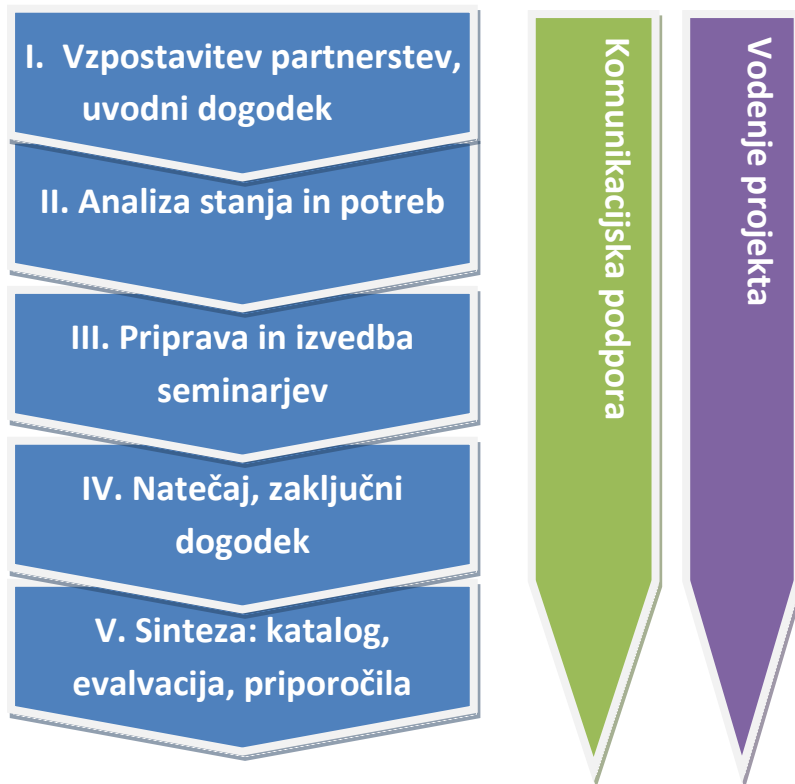 I. Vzpostavitev partnerstev,
uvodni dogodek
II. Analiza stanja in potreb
III. Priprava in izvedba
seminarjev
IV. Natečaj, zaključni
dogodek
V. Sinteza: katalog,
evalvacija, priporočila
Komunikacijska podpora
Vodenje projekta